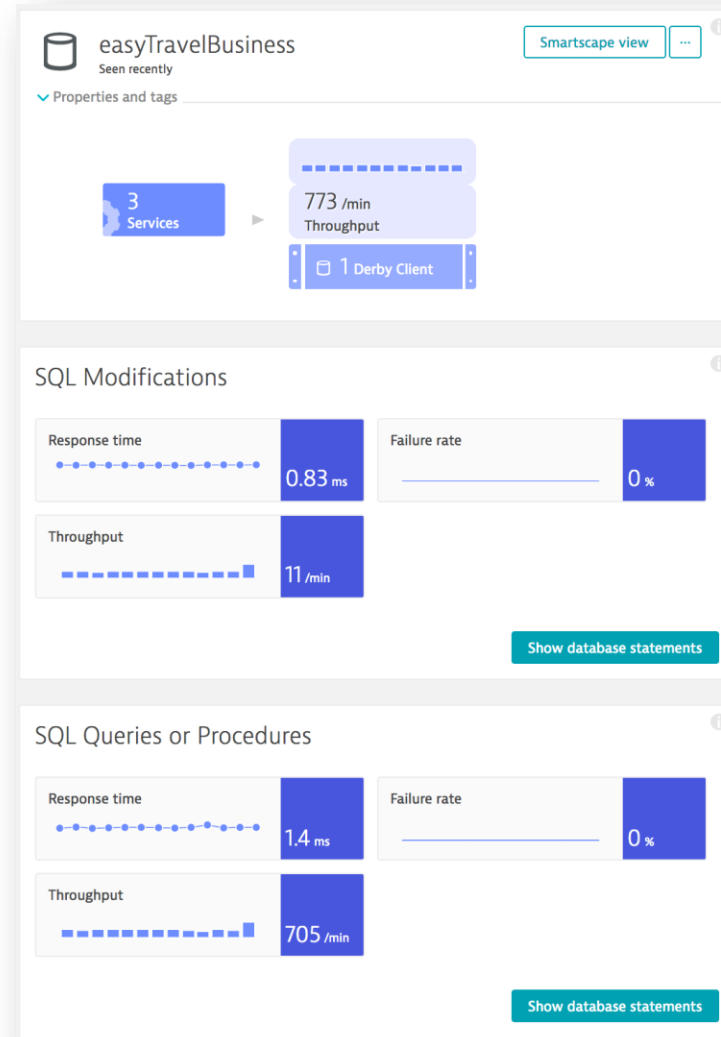 easyTravelBusiness
Smartscape view
...
Seen recently
Properties and tags
3
Services
773 /min
Throughput
1 Derby Client
SQL Modifications
Response time
0.83 ms
Failure rate
0 %
Throughput
11 /min
Show database statements
SQL Queries or Procedures
Response time
1.4 ms
Failure rate
0 %
Throughput
705 /min
Show database statements